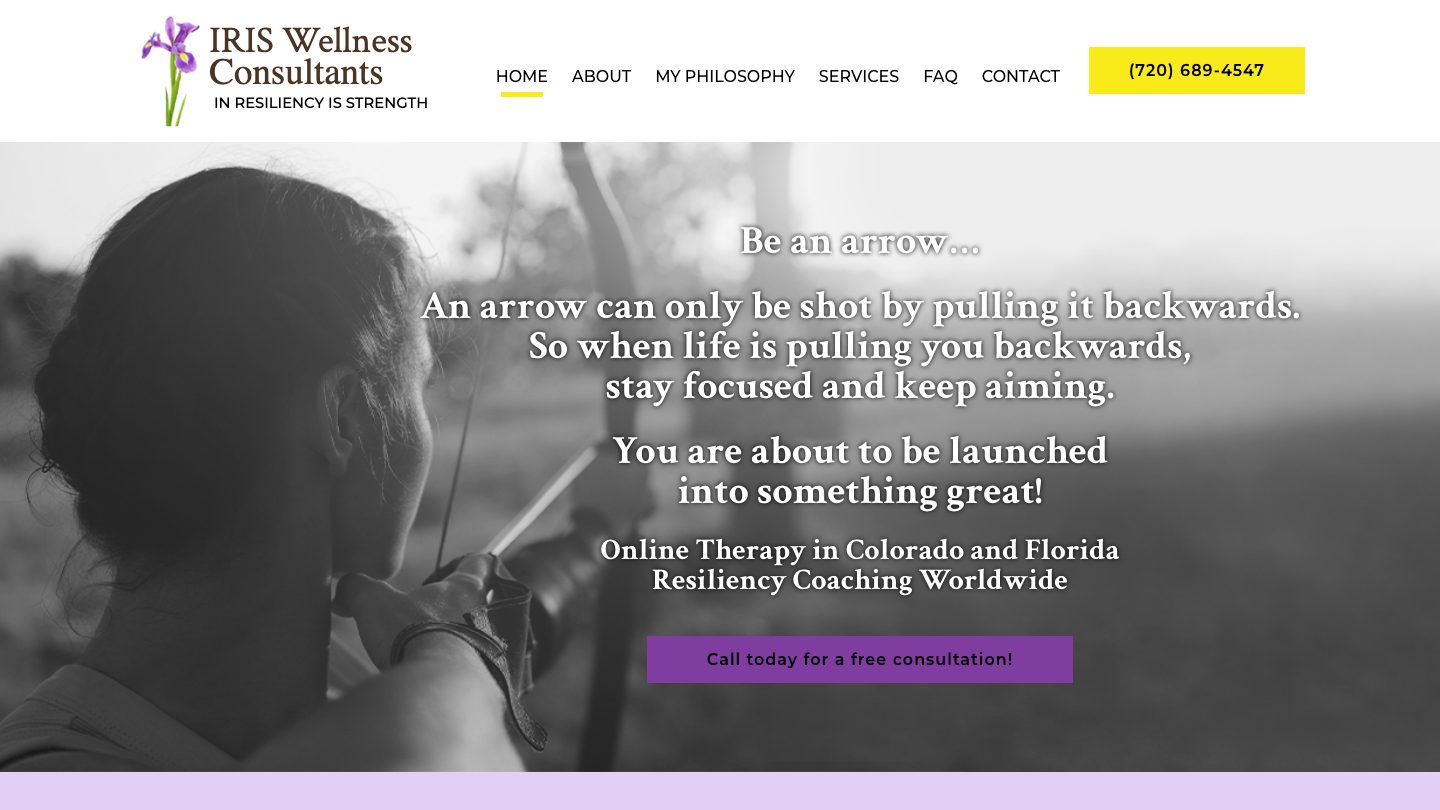 IRIS Wellness
Consultants
IN RESILIENCY IS STRENGTH
HOME ABOUT MY PHILOSOPHY SERVICES FAQ CONTACT
(720) 689-4547
Be an arrow...
An arrow can only be shot by pulling it backwards.
So when life is pulling you backwards,
stay focused and keep aiming.
You are about to be launched
into something great!
Online Therapy in Colorado and Florida
Resiliency Coaching Worldwide
Call today for a free consultation!